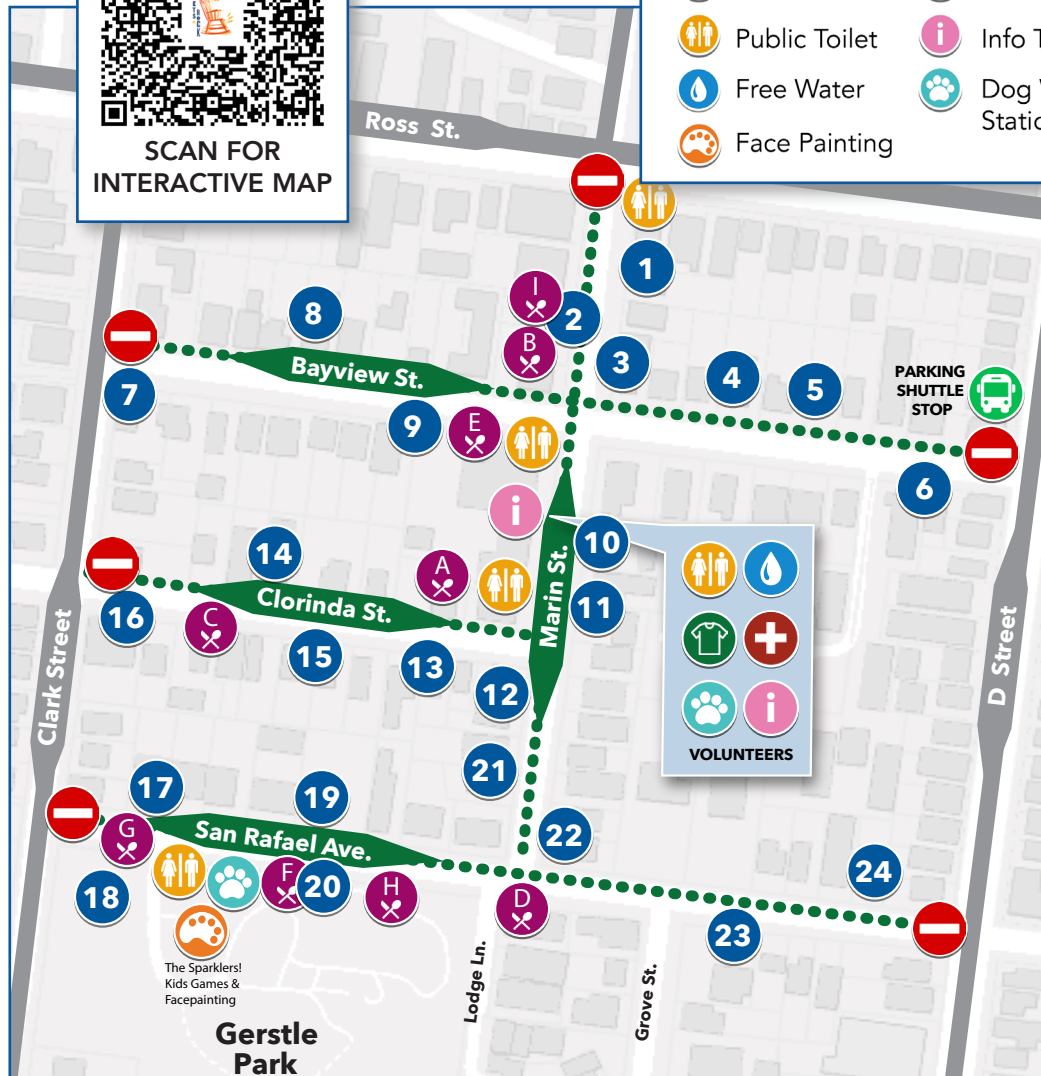 SCAN FOR
INTERACTIVE MAP
Public Toilet
Info
Free Water
Dog
Face Painting
Ross St.
1
I
2
B
3
8
4
5
PARKING
SHUTTLE
STOP
Bayview St.
7
9
E
6
i
10
14
A
Marin St.
11
Clorinda St.
16
C
15
13
12
Clark Street
D Street
i
VOLUNTEERS
21
17
19
G
San Rafael Ave.
22
18
F
20
H
D
24
23
The Sparklers!
Kids Games &
Facepainting
Lodge Ln.
Grove St.
Gerstle
Park